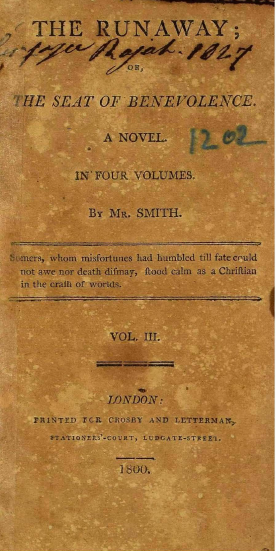 THE RUNAWAY;
Rajah. 1827
OR,
THE SEAT OF BENEVOLENCE.
A NOVEL.
1202
IN FOUR VOLUMES.
By Mr. SMITH.
Somers, whom misfortunes had humbled till fate could
not awe nor death diſmay, ſtood calm as a Chriſtian
in the craſh of worlds.
VOL. III.
LONDON:
PRINTED FOR CROSBY AND LETTERMAN,
STATIONERS'-COURT, LUDGATE-STREET.
1800.